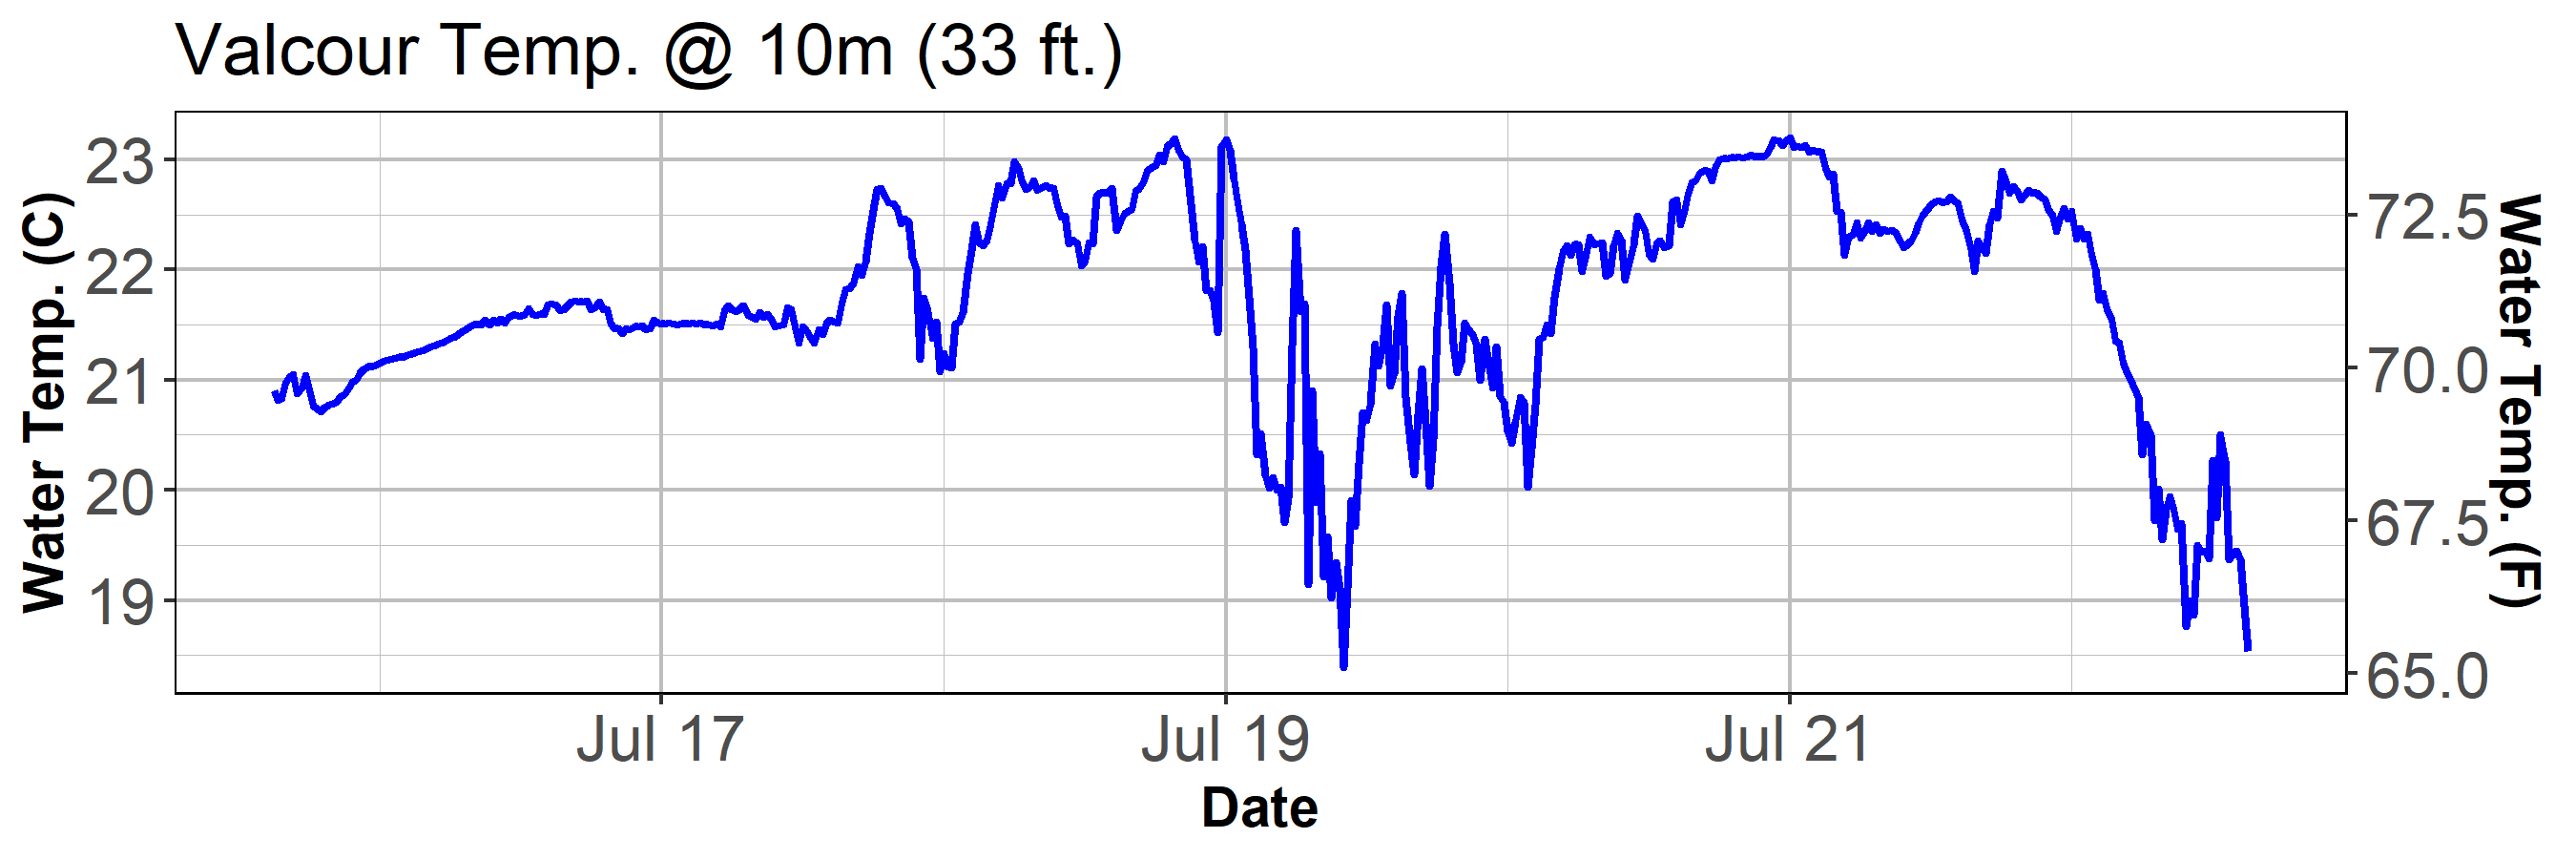 Valcour Temp. @ 10m (33 ft.)
Water Temp. (C)
23
22
21
20
19
72.5
70.0
67.5
65.0
Water Temp. (F)
Jul 17
Jul 19
Jul 21
Date